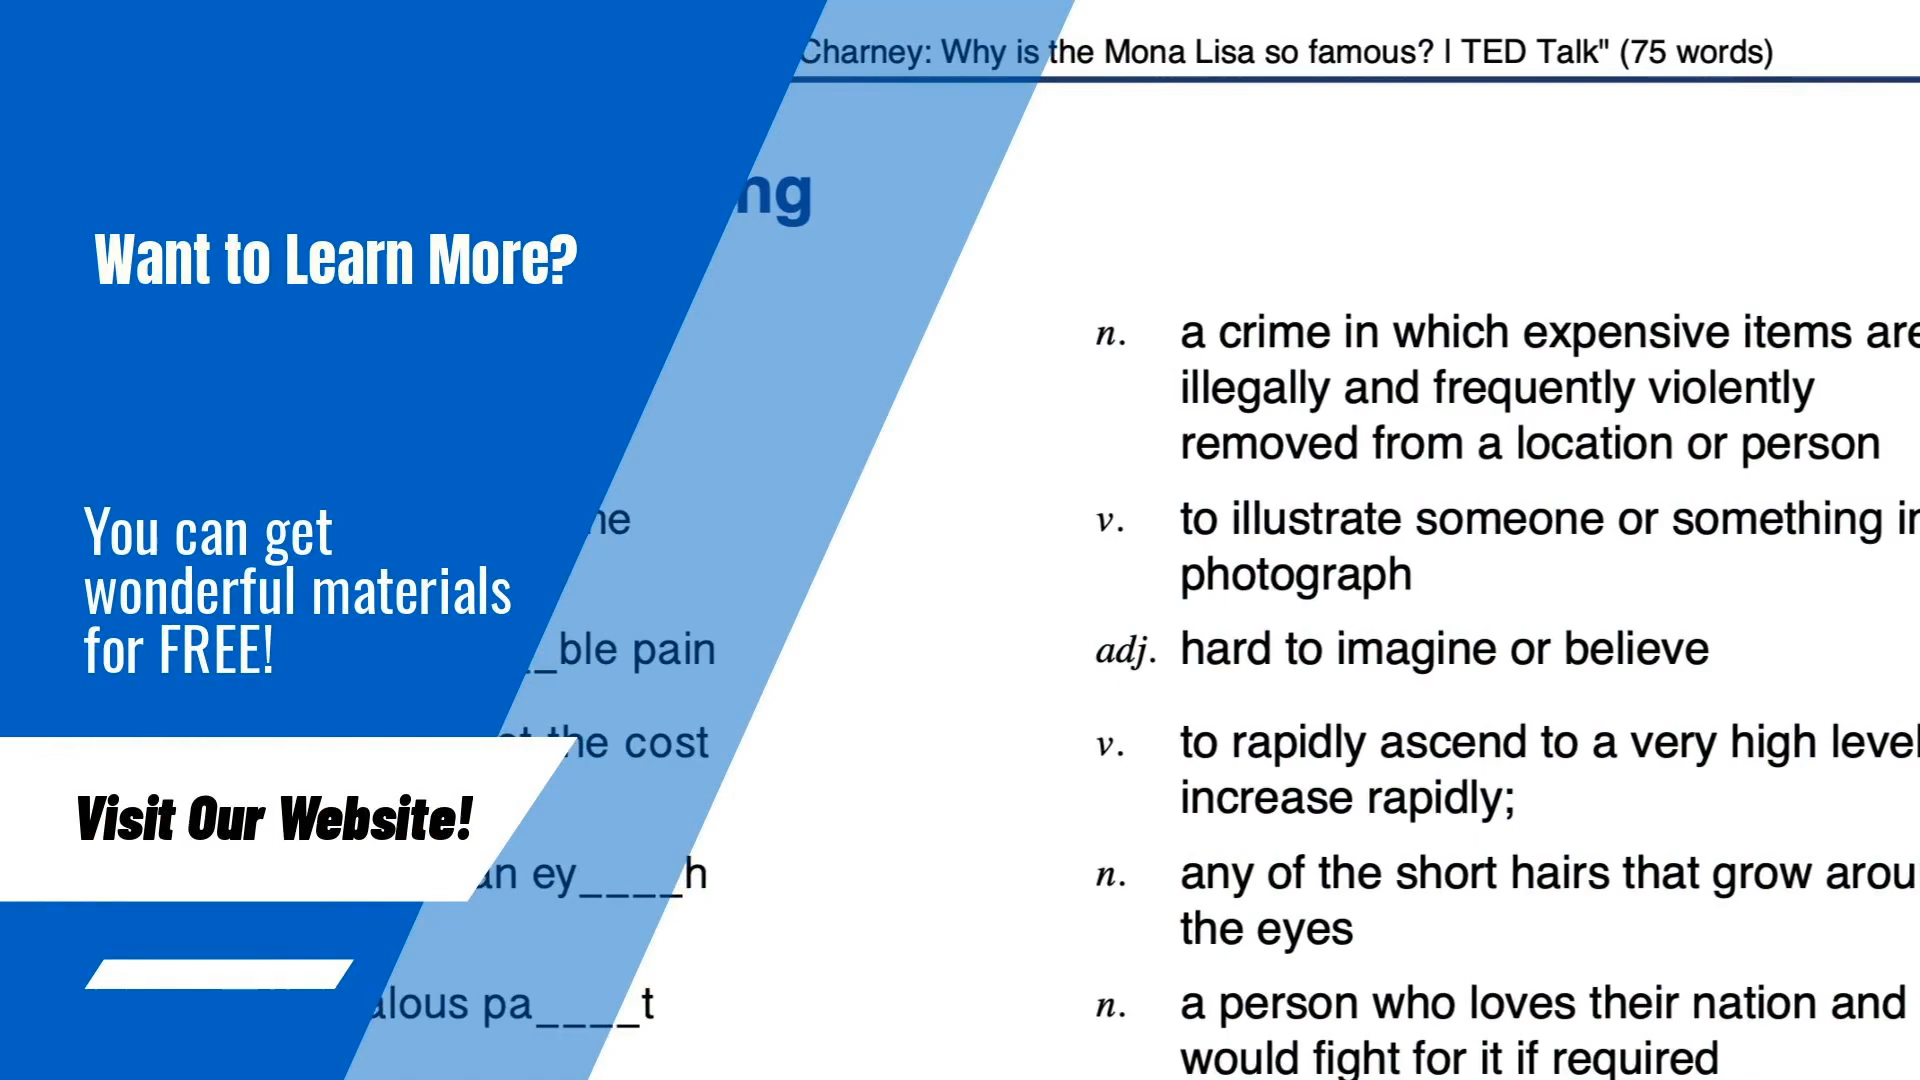 Charney: Why is the Mona Lisa so famous? | TED Talk" (75 words)
ng
Want to Learn More?
n. a crime in which expensive items are
illegally and frequently violently
removed from a location or person
You can get
wonderful materials
for FREE!
v. to illustrate someone or something in
photograph
_ble pain
adj. hard to imagine or believe
the cost
v. to rapidly ascend to a very high level
increase rapidly;
Visit Our Website!
an ey____h
n. any of the short hairs that grow arou
the eyes
alous pa____t
n. a person who loves their nation and
would fight for it if required